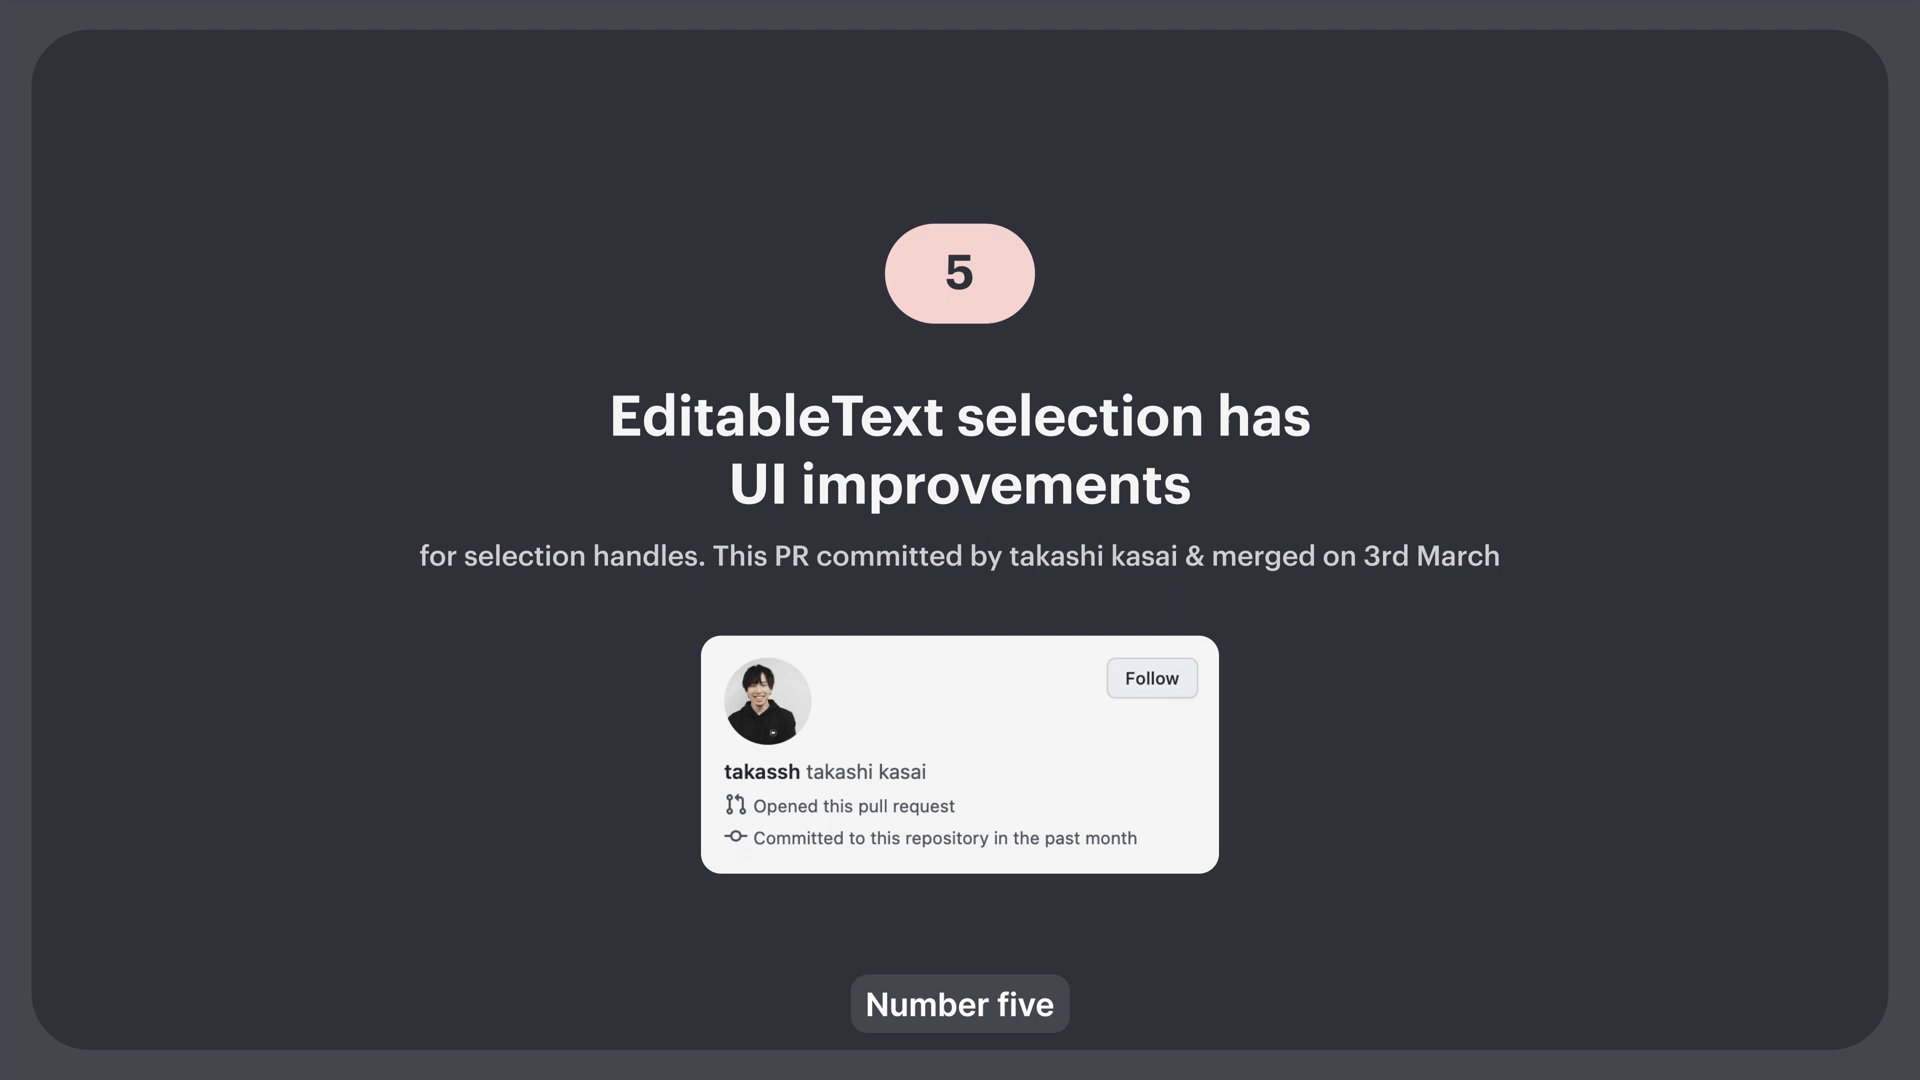 5
EditableText selection has
UI improvements
for selection handles. This PR committed by takashi kasai & merged on 3rd March
Follow
takassh takashi kasai
Opened this pull request
Committed to this repository in the past month
Number five